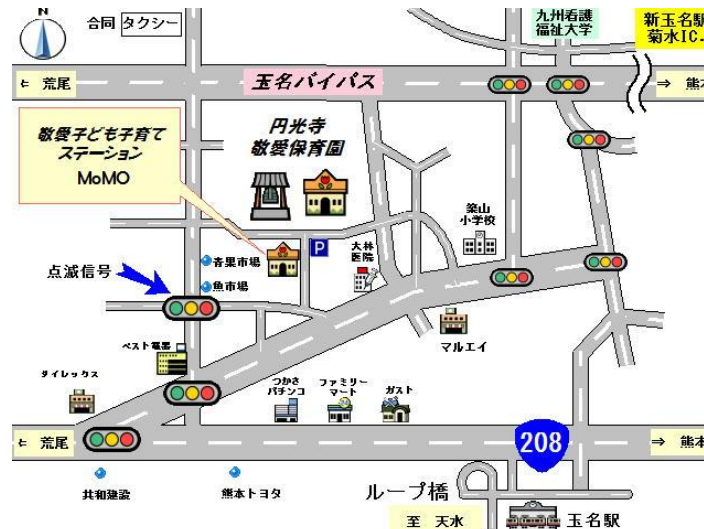 N
合同 タクシー
九州看護
福祉大学
新玉名駅
菊水IC.
⇐ 荒尾
玉名バイパス
⇒ 熊本
敬愛子ども子育て
ステーション
MoMO
円光寺
敬愛保育園
築山
小学校
P
大林
医院
青果市場
点滅信号
魚市場
マルエイ
ベスト電器
ダイレックス
つかさ
パチンコ
ファミリー
マート
ガスト
⇐ 荒尾
208
⇒ 熊本
共和建設
熊本トヨタ
ループ橋
至 天水
玉名駅